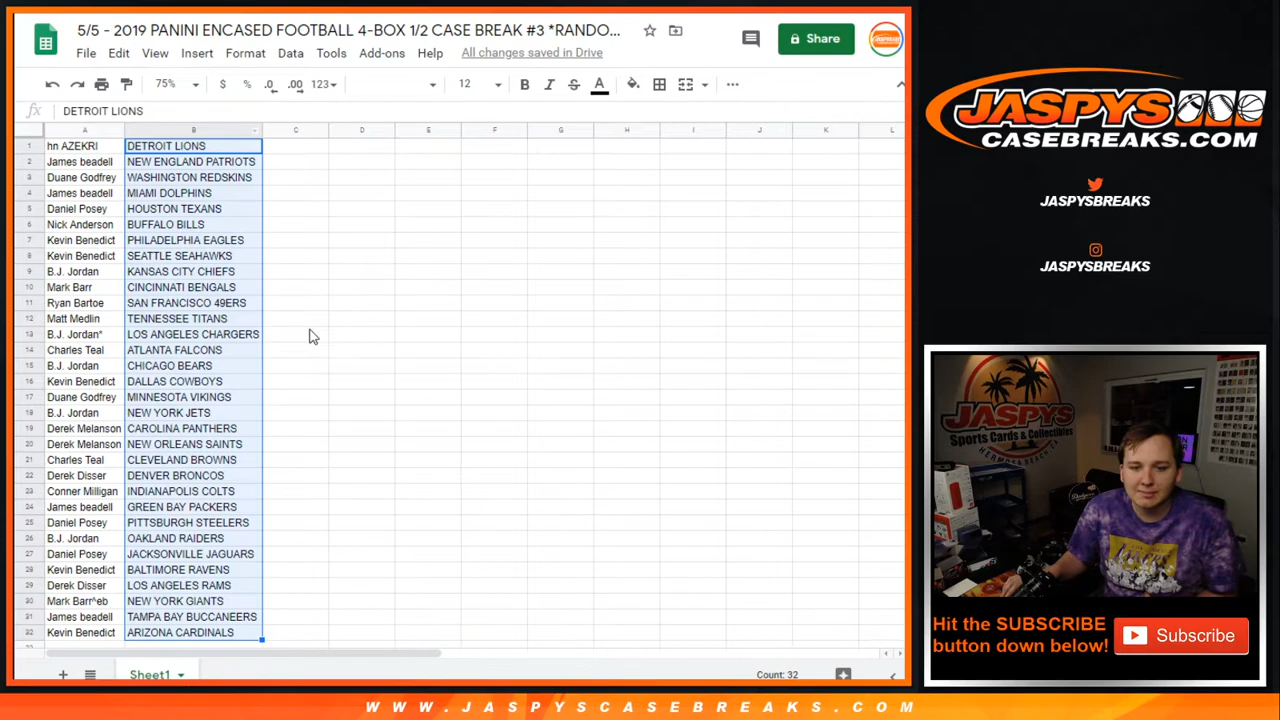 5/5 - 2019 PANINI ENCASED FOOTBALL 4-BOX 1/2 CASE BREAK #3 *RANDO...
File Edit View Insert Format Data Tools Add-ons Help All changes saved in Drive
Share
75% $ % .0 .00 123 12 B I S A
fx DETROIT LIONS
A B C D E F G H I J K L
1 hn AZEKRI DETROIT LIONS
2 James beadell NEW ENGLAND PATRIOTS
3 Duane Godfrey WASHINGTON REDSKINS
4 James beadell MIAMI DOLPHINS
5 Daniel Posey HOUSTON TEXANS
6 Nick Anderson BUFFALO BILLS
7 Kevin Benedict PHILADELPHIA EAGLES
8 Kevin Benedict SEATTLE SEAHAWKS
9 B.J. Jordan KANSAS CITY CHIEFS
10 Mark Barr CINCINNATI BENGALS
11 Ryan Bartoe SAN FRANCISCO 49ERS
12 Matt Medlin TENNESSEE TITANS
13 B.J. Jordan* LOS ANGELES CHARGERS
14 Charles Teal ATLANTA FALCONS
15 B.J. Jordan CHICAGO BEARS
16 Kevin Benedict DALLAS COWBOYS
17 Duane Godfrey MINNESOTA VIKINGS
18 B.J. Jordan NEW YORK JETS
19 Derek Melanson CAROLINA PANTHERS
20 Derek Melanson NEW ORLEANS SAINTS
21 Charles Teal CLEVELAND BROWNS
22 Derek Disser DENVER BRONCOS
23 Conner Milligan INDIANAPOLIS COLTS
24 James beadell GREEN BAY PACKERS
25 Daniel Posey PITTSBURGH STEELERS
26 B.J. Jordan OAKLAND RAIDERS
27 Daniel Posey JACKSONVILLE JAGUARS
28 Kevin Benedict BALTIMORE RAVENS
29 Derek Disser LOS ANGELES RAMS
30 Mark Barr^eb NEW YORK GIANTS
31 James beadell TAMPA BAY BUCCANEERS
32 Kevin Benedict ARIZONA CARDINALS
Sheet1
Count: 32
JASPYS
CASEBREAKS.COM
JASPYSBREAKS
JASPYSBREAKS
JASPYS
Sports Cards & Collectibles
HERMOSA BEACH
Hit the SUBSCRIBE
button down below!
Subscribe
WWW.JASPYSCASEBREAKS.COM